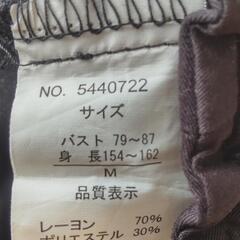 NO. 5440722
サイズ
バスト 79~87
身 長154~162
M
品質表示
レーヨン 70%
ポリエステル 30%